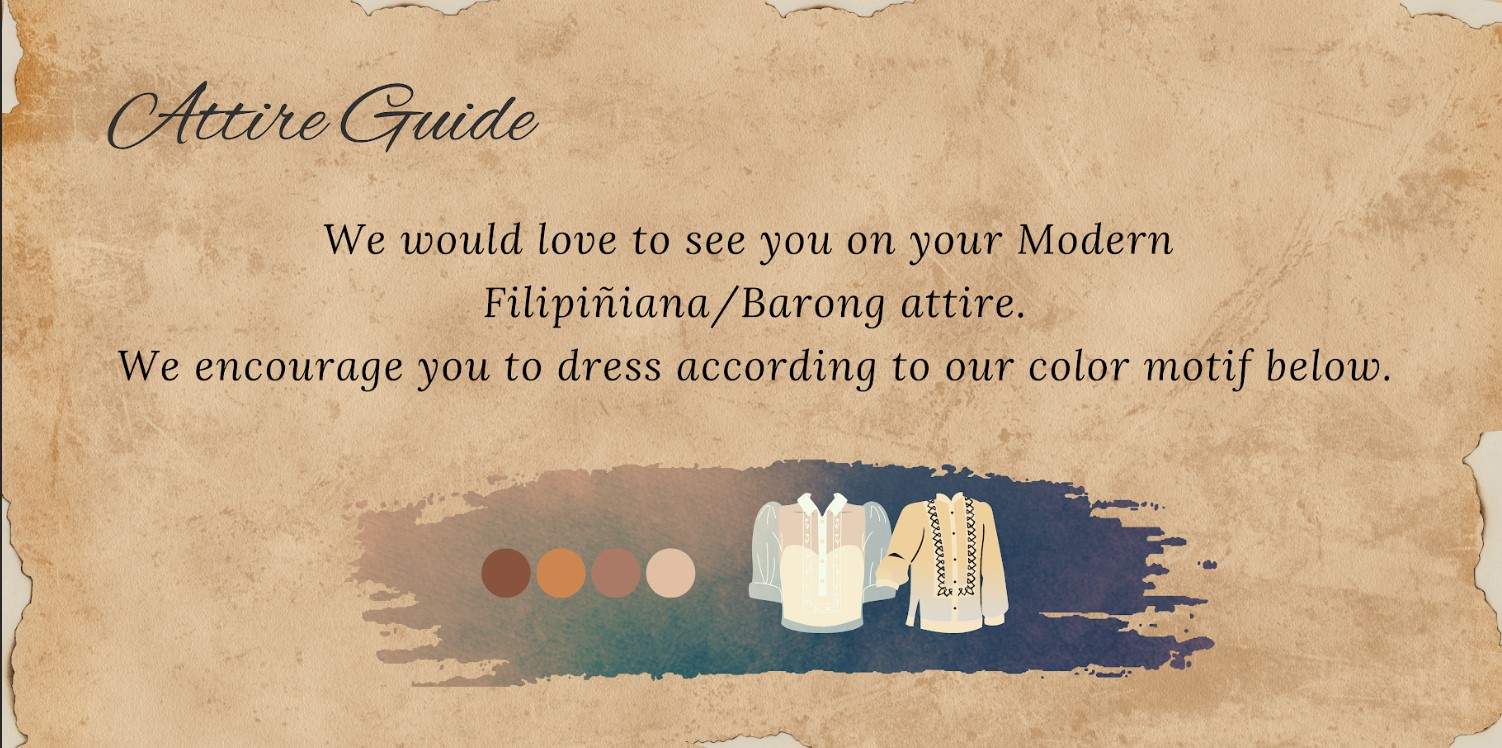 Attire Guide
We would love to see you on your Modern
Filipiñiana/Barong attire.
We encourage you to dress according to our color motif below.